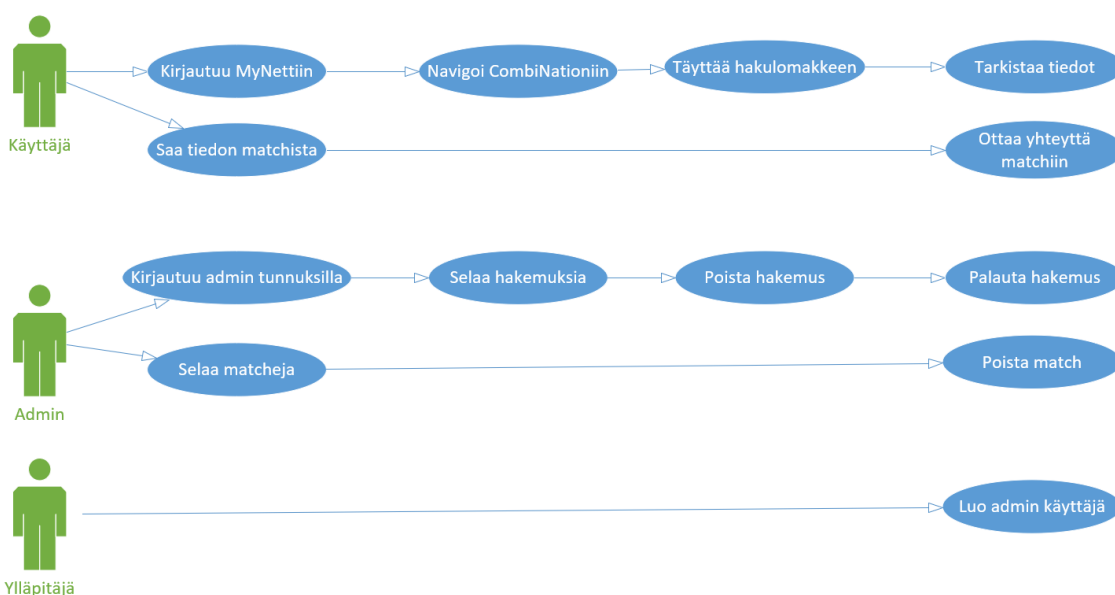 Kirjautuu MyNettiin
Navigoi CombiNationiin
Täyttää hakulomakkeen
Tarkistaa tiedot
Käyttäjä
Saa tiedon matchista
Ottaa yhteyttä
matchiin
Kirjautuu admin tunnuksilla
Selaa hakemuksia
Poista hakemus
Palauta hakemus
Selaa matcheja
Poista match
Admin
Luo admin käyttäjä
Ylläpitäjä